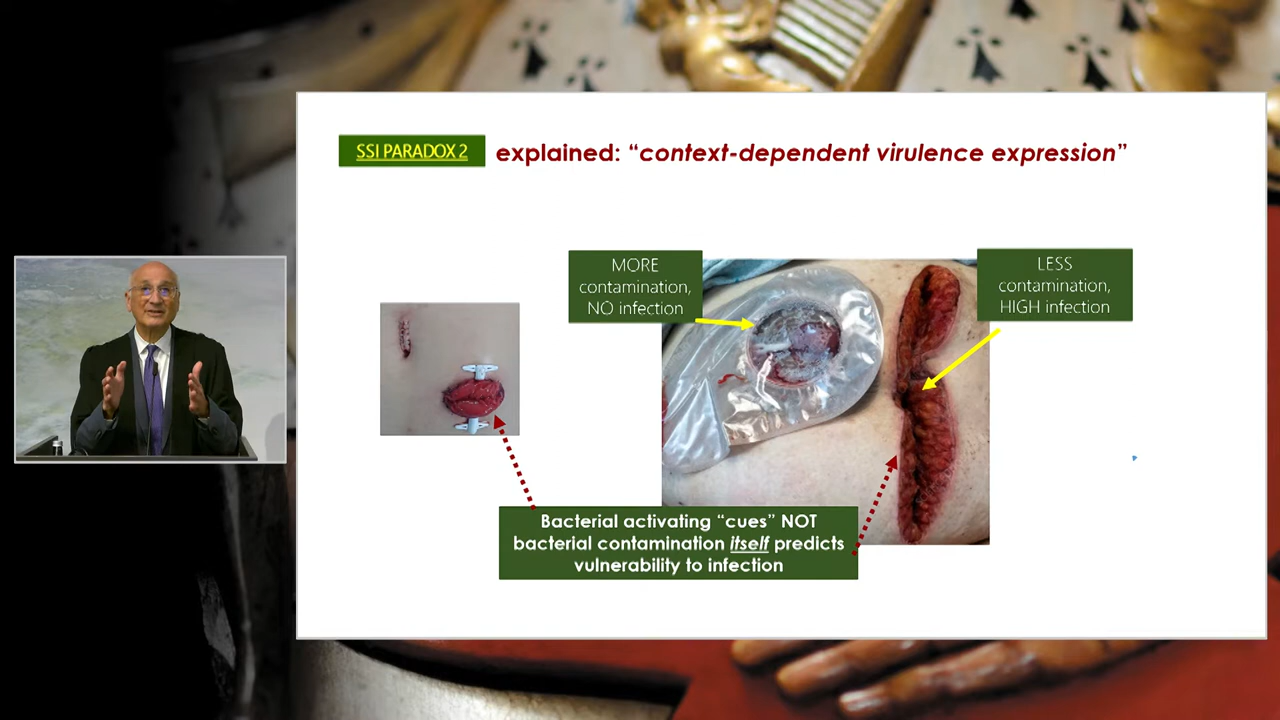 SSI PARADOX 2 explained: “context-dependent virulence expression”
MORE
contamination,
NO infection
LESS
contamination,
HIGH infection
Bacterial activating “cues” NOT
bacterial contamination itself predicts
vulnerability to infection